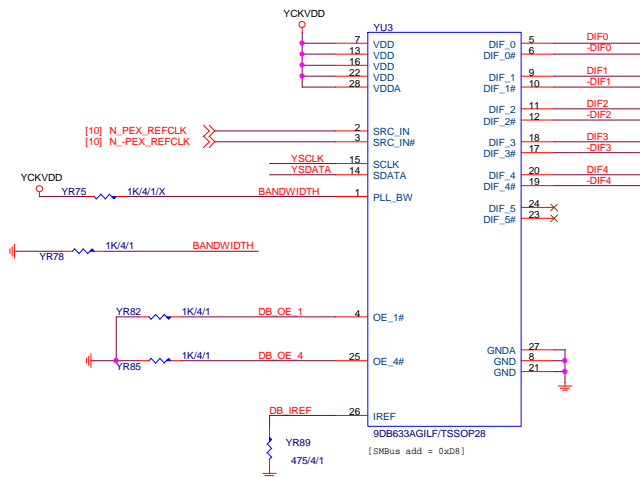 YCKVDD
YU3
7 VDD
13 VDD
16 VDD
22 VDD
28 VDDA
DIF_0 5 DIF0
DIF_0# 6 -DIF0
DIF_1 9 DIF1
DIF_1# 10 -DIF1
DIF_2 11 DIF2
DIF_2# 12 -DIF2
[10] N_PEX_REFCLK 2 SRC_IN
[10] N_-PEX_REFCLK 3 SRC_IN#
DIF_3 18 DIF3
DIF_3# 17 -DIF3
YSCLK 15 SCLK
YSDATA 14 SDATA
DIF_4 20 DIF4
DIF_4# 19 -DIF4
YCKVDD
YR75 1K/4/1/X BANDWIDTH 1 PLL_BW
DIF_5 24
DIF_5# 23
YR78 1K/4/1 BANDWIDTH
YR82 1K/4/1 DB_OE_1 4 OE_1#
YR85 1K/4/1 DB_OE_4 25 OE_4#
GNDA 27
GND 8
GND 21
DB_IREF 26 IREF
YR89
475/4/1
9DB633AGILF/TSSOP28
[SMBus add = 0xD8]